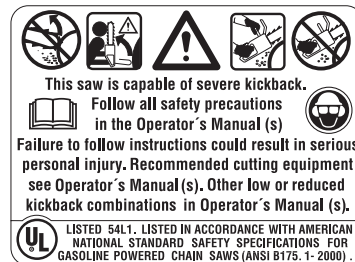 This saw is capable of severe kickback.
Follow all safety precautions
in the Operator´s Manual (s)
Failure to follow instructions could result in serious
personal injury. Recommended cutting equipment
see Operator´s Manual(s). Other low or reduced
kickback combinations in Operator´s Manual (s).
UL
LISTED 54L1. LISTED IN ACCORDANCE WITH AMERICAN
NATIONAL STANDARD SAFETY SPECIFICATIONS FOR
GASOLINE POWERED CHAIN SAWS (ANSI B175.1- 2000) .